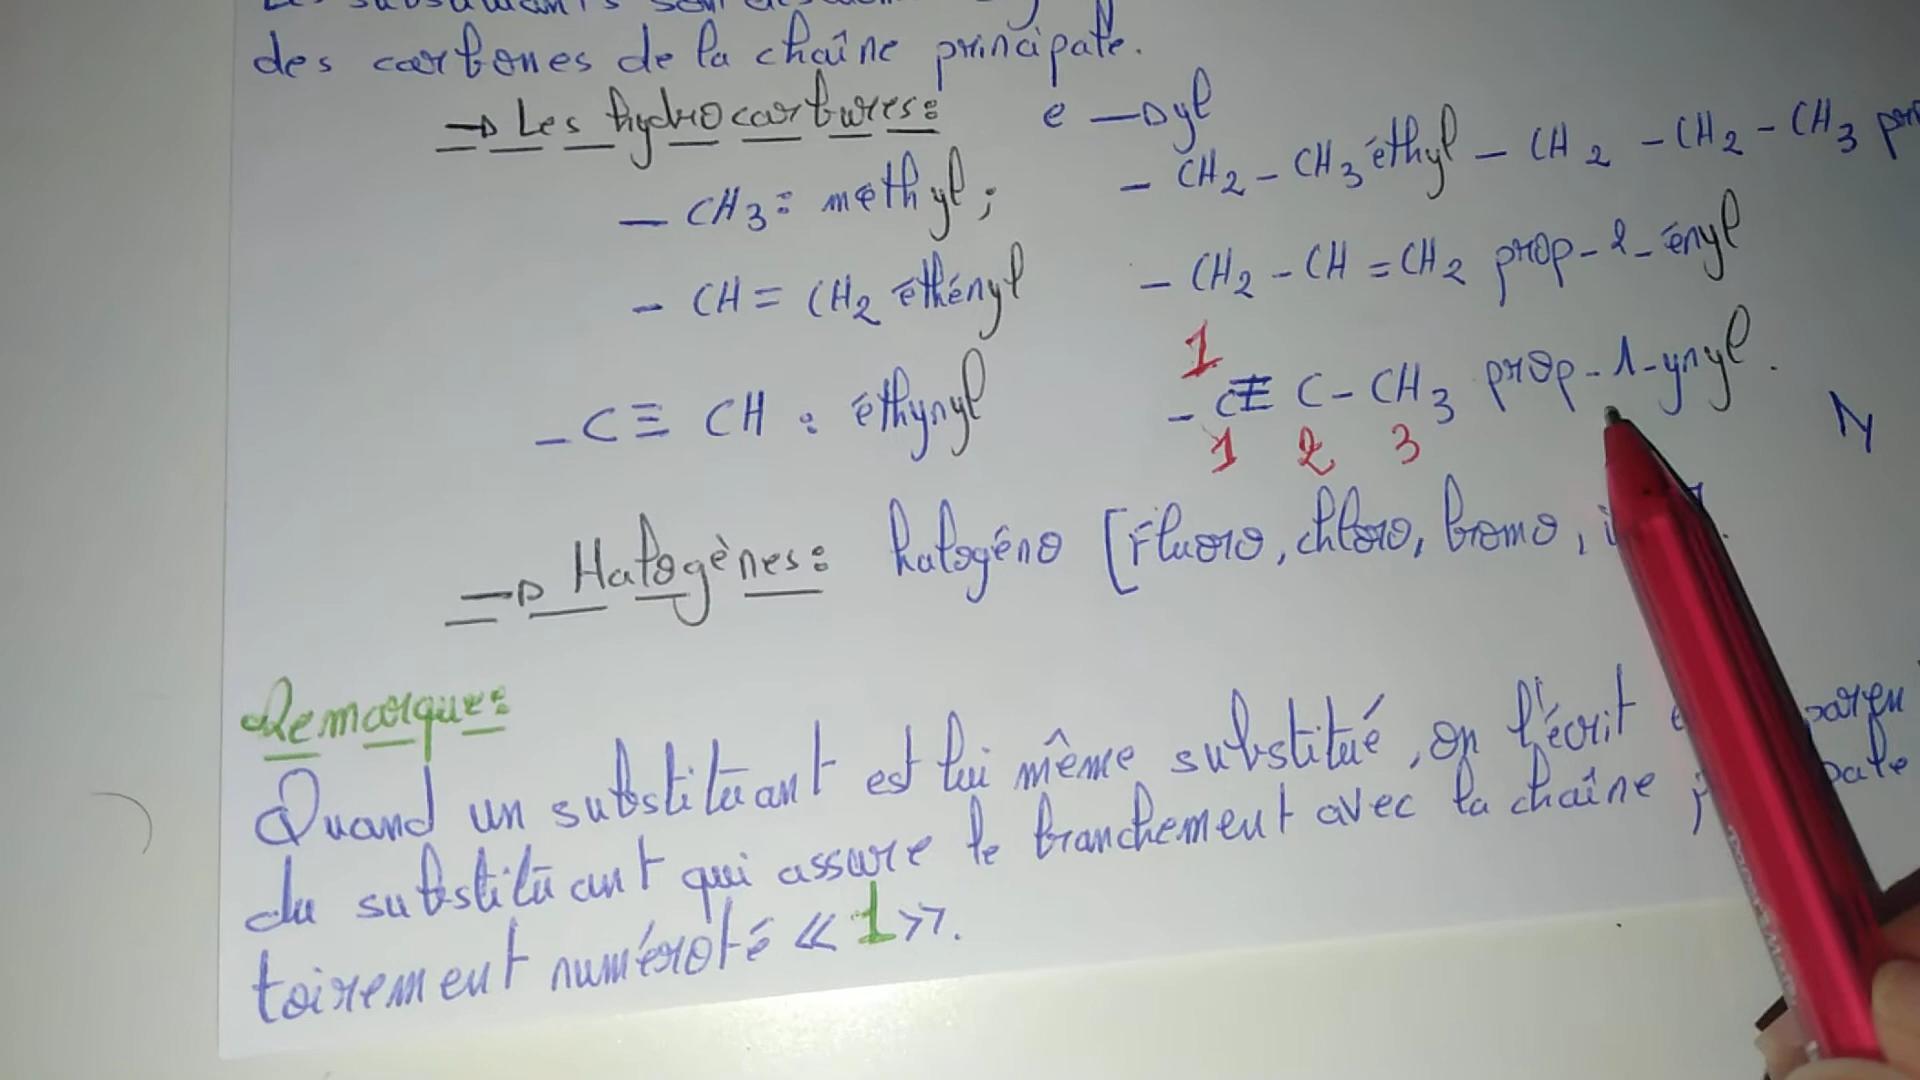 des carbones de la chaîne principale.
→ Les hydrocarbures: e → yl
- CH3: méthyl; - CH2 - CH3 éthyl - CH2 - CH2 - CH3
- CH = CH2 éthényl - CH2 - CH = CH2 prop-2-ényl
1
- C ≡ CH : éthynyl - C ≡ C - CH3 prop-1-ynyl.
1 2 3
→ Halogènes: halogéno [Fluoro, chloro, bromo,
Remarque:
Quand un substituant est lui même substitué, on l'écrit
du substituant qui assure le branchement avec la chaîne
toirement numéroté « 1 ».